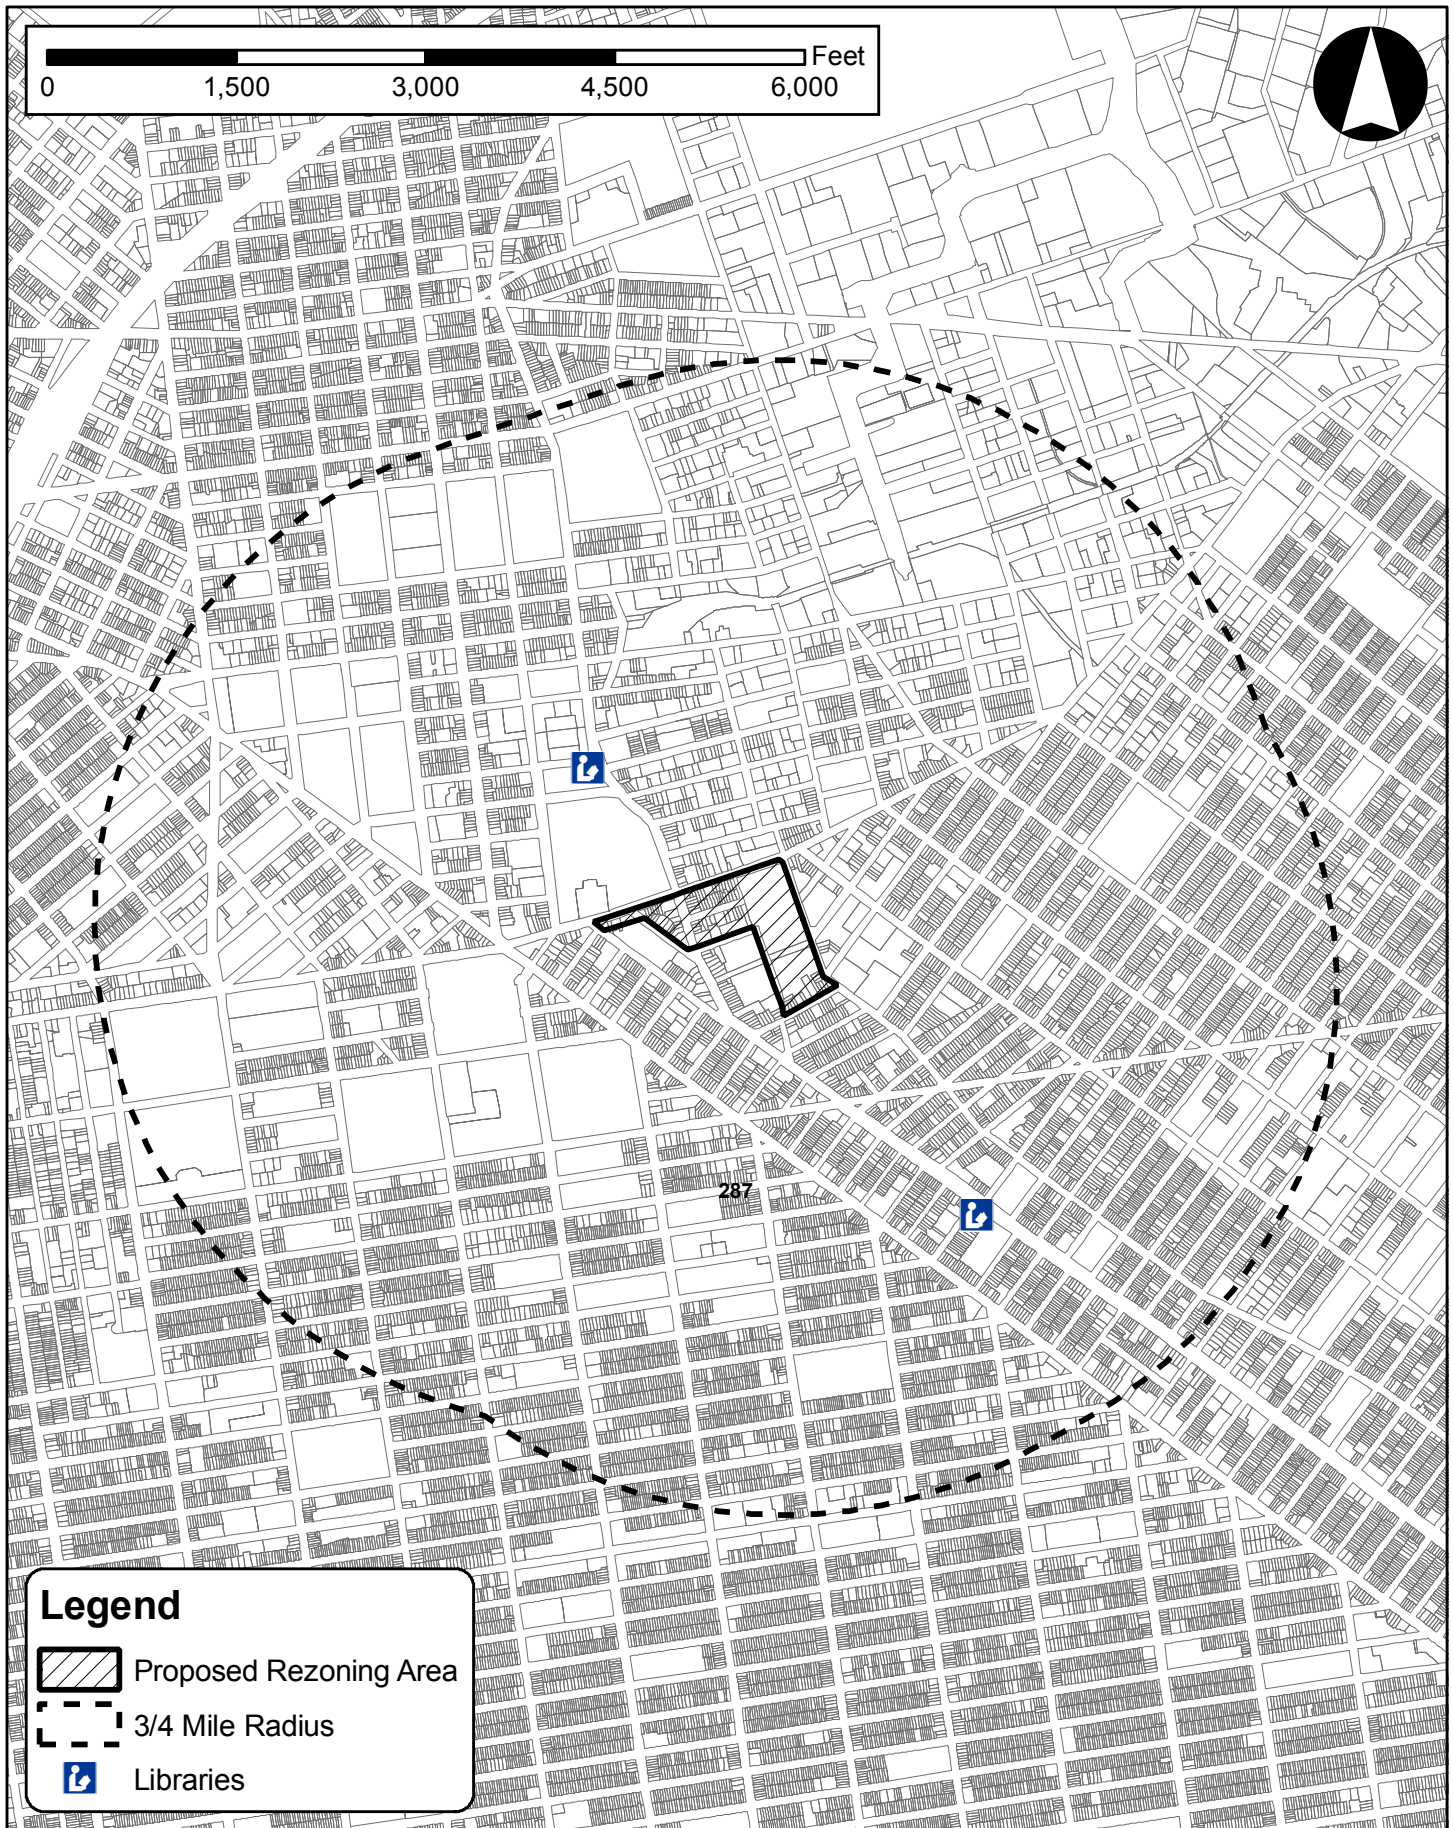 Feet
0 1,500 3,000 4,500 6,000
287
Legend
Proposed Rezoning Area
3/4 Mile Radius
Libraries